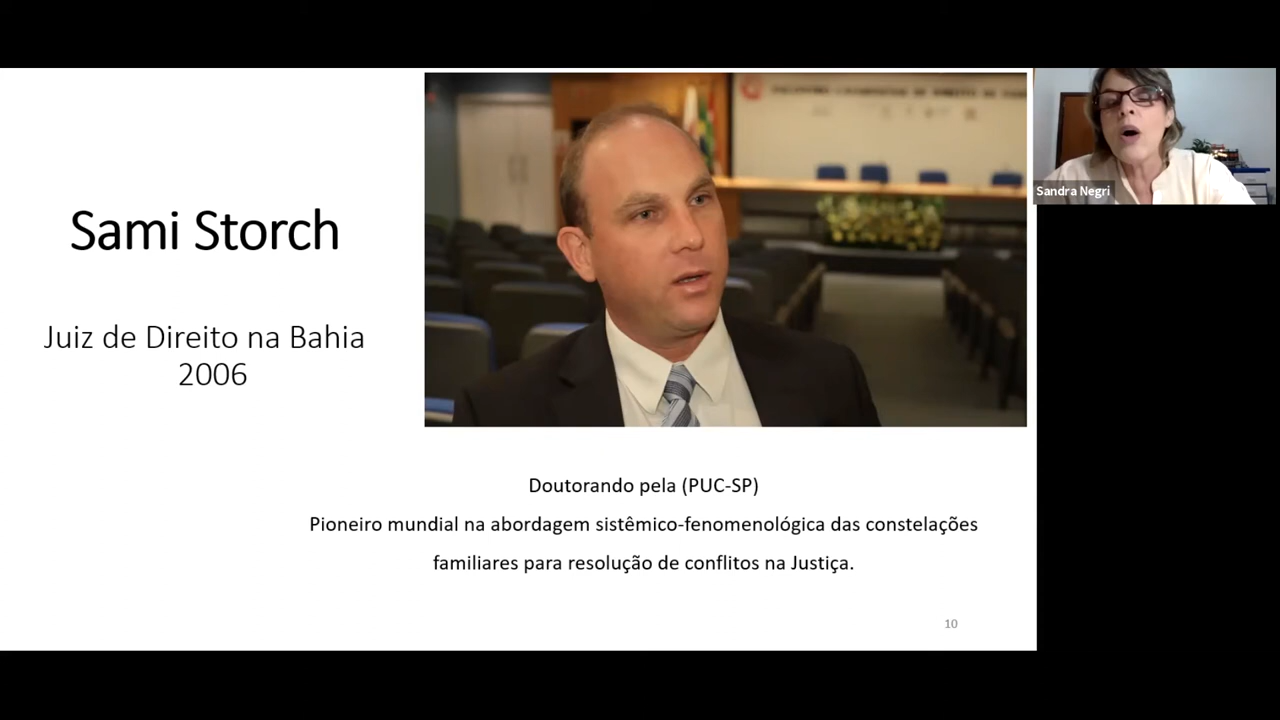 Sami Storch
Juiz de Direito na Bahia
2006
Sandra Negri
Doutorando pela (PUC-SP)
Pioneiro mundial na abordagem sistêmico-fenomenológica das constelações
familiares para resolução de conflitos na Justiça.
10